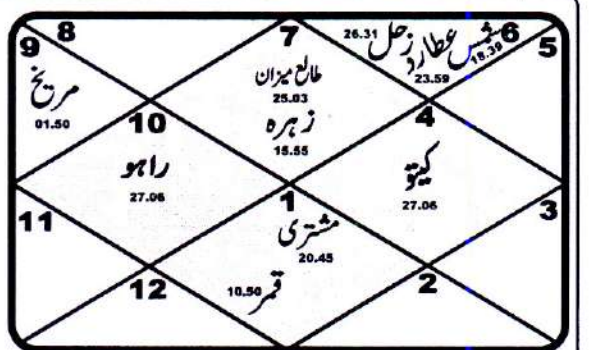 9
8
مریخ
01.50
7
طالع میزان
25.03
زہرہ
15.55
شمس
18.39
عطارد
23.59
زحل
26.31
6
5
10
راہو
27.06
4
کیتو
27.06
11
1
مشتری
20.45
قمر
10.50
3
12
2